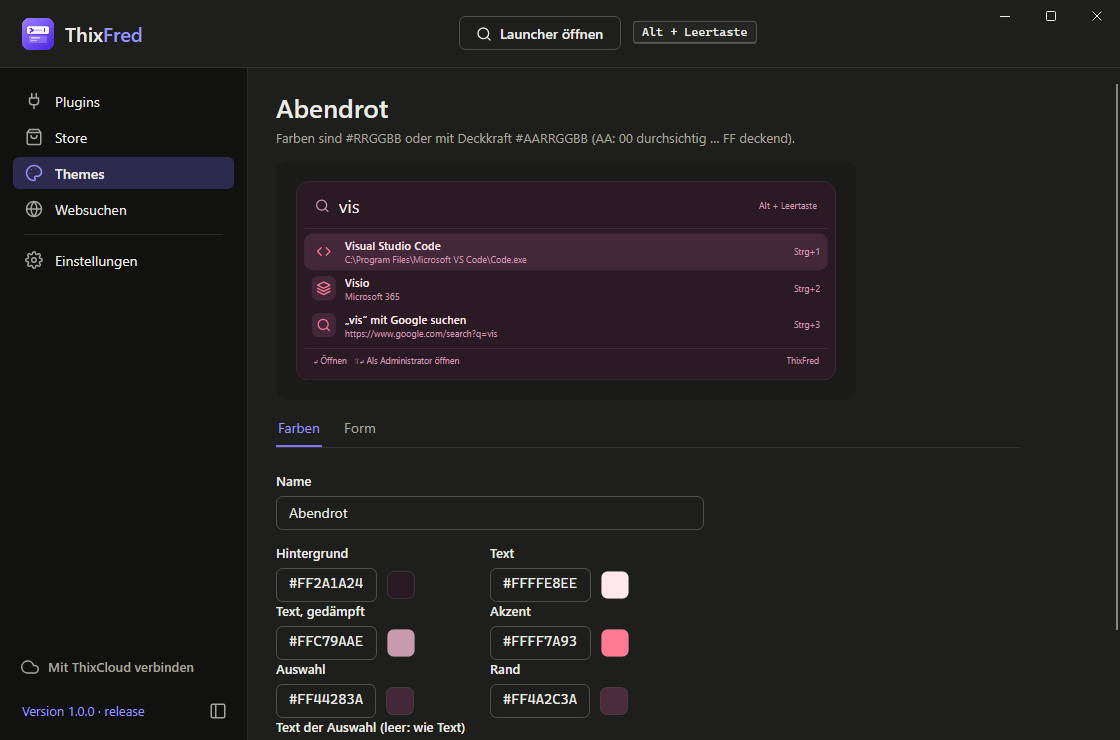 ThixFred
Launcher öffnen
Alt + Leertaste
Plugins
Store
Themes
Websuchen
Einstellungen
Mit ThixCloud verbinden
Version 1.0.0 · release
Abendrot
Farben sind #RRGGBB oder mit Deckkraft #AARRGGBB (AA: 00 durchsichtig … FF deckend).
vis
Alt + Leertaste
Visual Studio Code
C:\Program Files\Microsoft VS Code\Code.exe
Strg+1
Visio
Microsoft 365
Strg+2
„vis“ mit Google suchen
https://www.google.com/search?q=vis
Strg+3
↵ Öffnen ⇧↵ Als Administrator öffnen
ThixFred
Farben Form
Name
Abendrot
Hintergrund Text
#FF2A1A24 #FFFFE8EE
Text, gedämpft Akzent
#FFC79AAE #FFFF7A93
Auswahl Rand
#FF44283A #FF4A2C3A
Text der Auswahl (leer: wie Text)